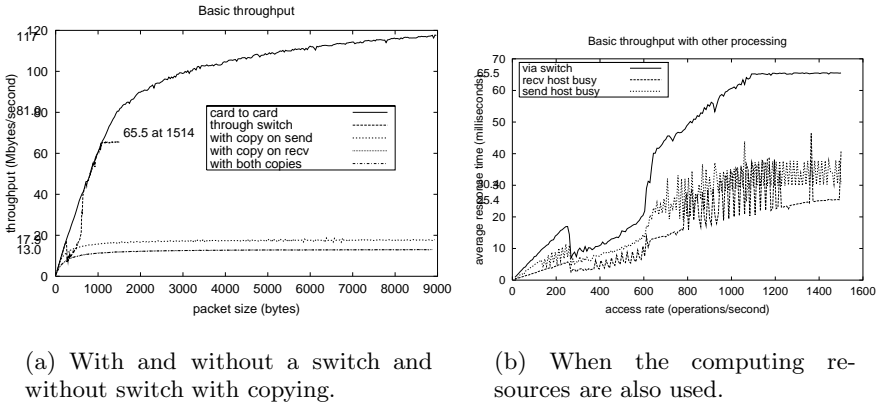 Basic throughput
throughput (Mbytes/second)
120
117
100
81.9
80
60
40
20
17.9
13.0
0
65.5 at 1514
card to card
through switch
with copy on send
with copy on recv
with both copies
0 1000 2000 3000 4000 5000 6000 7000 8000 9000
packet size (bytes)
(a) With and without a switch and
without switch with copying.
Basic throughput with other processing
average response time (milliseconds)
70
65.5
60
50
40
30
25.4
20
10
0
via switch
recv host busy
send host busy
0 200 400 600 800 1000 1200 1400 1600
access rate (operations/second)
(b) When the computing re-
sources are also used.